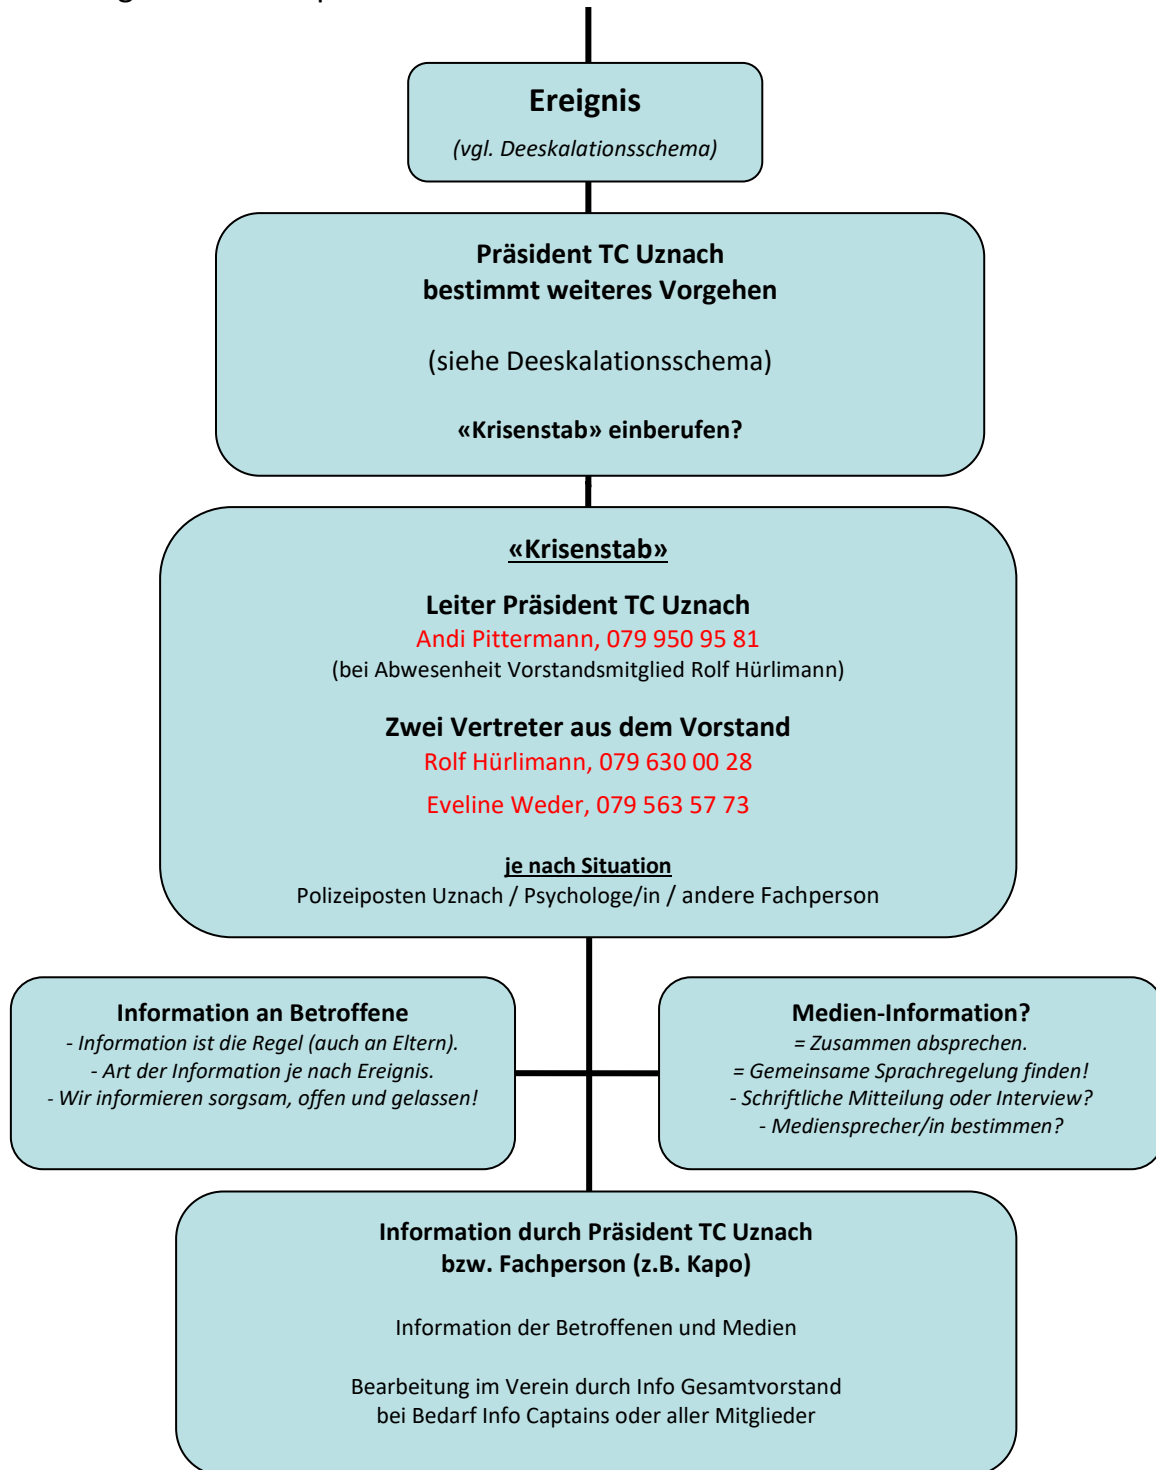 Ereignis
(vgl. Deeskalationsschema)
Präsident TC Uznach
bestimmt weiteres Vorgehen
(siehe Deeskalationsschema)
«Krisenstab» einberufen?
«Krisenstab»
Leiter Präsident TC Uznach
Andi Pittermann, 079 950 95 81
(bei Abwesenheit Vorstandsmitglied Rolf Hürlimann)
Zwei Vertreter aus dem Vorstand
Rolf Hürlimann, 079 630 00 28
Eveline Weder, 079 563 57 73
je nach Situation
Polizeiposten Uznach / Psychologe/in / andere Fachperson
Information an Betroffene
- Information ist die Regel (auch an Eltern).
- Art der Information je nach Ereignis.
- Wir informieren sorgsam, offen und gelassen!
Medien-Information?
= Zusammen absprechen.
= Gemeinsame Sprachregelung finden!
- Schriftliche Mitteilung oder Interview?
- Mediensprecher/in bestimmen?
Information durch Präsident TC Uznach
bzw. Fachperson (z.B. Kapo)
Information der Betroffenen und Medien
Bearbeitung im Verein durch Info Gesamtvorstand
bei Bedarf Info Captains oder aller Mitglieder